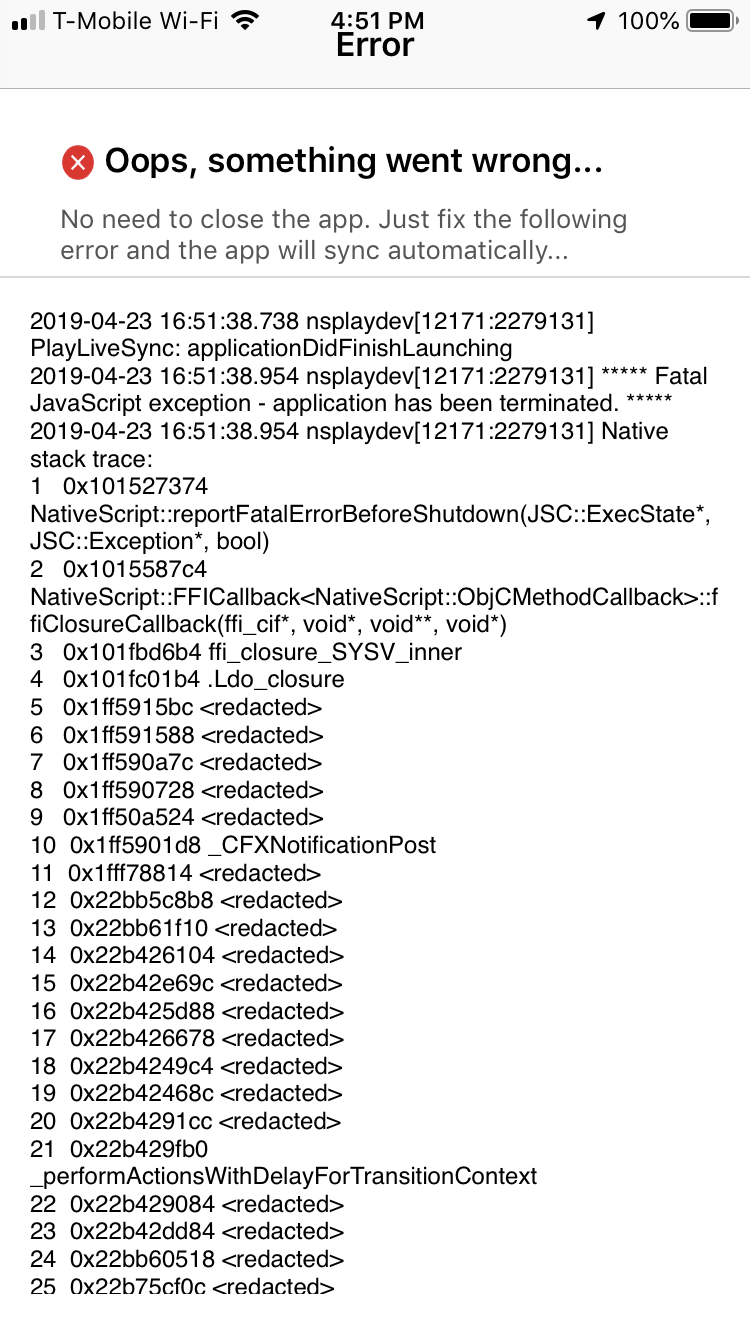 T-Mobile Wi-Fi 4:51 PM 100%
Error
Oops, something went wrong...
No need to close the app. Just fix the following
error and the app will sync automatically...
2019-04-23 16:51:38.738 nsplaydev[12171:2279131]
PlayLiveSync: applicationDidFinishLaunching
2019-04-23 16:51:38.954 nsplaydev[12171:2279131] ***** Fatal
JavaScript exception - application has been terminated. *****
2019-04-23 16:51:38.954 nsplaydev[12171:2279131] Native
stack trace:
1 0x101527374
NativeScript::reportFatalErrorBeforeShutdown(JSC::ExecState*,
JSC::Exception*, bool)
2 0x1015587c4
NativeScript::FFICallback<NativeScript::ObjCMethodCallback>::f
fiClosureCallback(ffi_cif*, void*, void**, void*)
3 0x101fbd6b4 ffi_closure_SYSV_inner
4 0x101fc01b4 .Ldo_closure
5 0x1ff5915bc <redacted>
6 0x1ff591588 <redacted>
7 0x1ff590a7c <redacted>
8 0x1ff590728 <redacted>
9 0x1ff50a524 <redacted>
10 0x1ff5901d8 _CFXNotificationPost
11 0x1fff78814 <redacted>
12 0x22bb5c8b8 <redacted>
13 0x22bb61f10 <redacted>
14 0x22b426104 <redacted>
15 0x22b42e69c <redacted>
16 0x22b425d88 <redacted>
17 0x22b426678 <redacted>
18 0x22b4249c4 <redacted>
19 0x22b42468c <redacted>
20 0x22b4291cc <redacted>
21 0x22b429fb0
_performActionsWithDelayForTransitionContext
22 0x22b429084 <redacted>
23 0x22b42dd84 <redacted>
24 0x22bb60518 <redacted>
25 0x22b75cf0c <redacted>